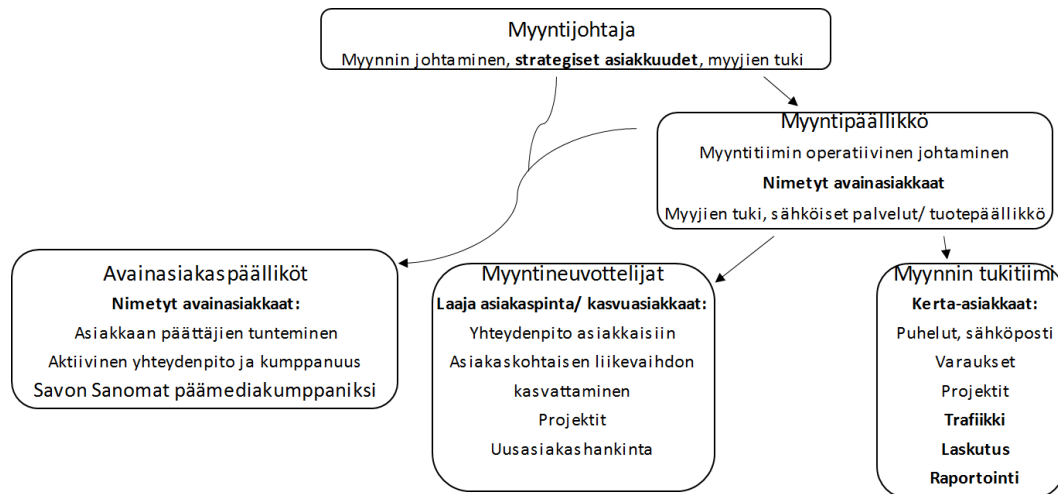 Myyntijohtaja
Myynnin johtaminen, strategiset asiakkuudet, myyjien tuki
Myyntipäällikkö
Myyntitiimin operatiivinen johtaminen
Nimetyt avainasiakkaat
Myyjien tuki, sähköiset palvelut/ tuotepäällikkö
Avainasiakaspäälliköt
Nimetyt avainasiakkaat:
Asiakkaan päättäjien tunteminen
Aktiivinen yhteydenpito ja kumppanuus
Savon Sanomat päämediakumppaniksi
Myyntineuvottelijat
Laaja asiakaspinta/ kasvuasiakkaat:
Yhteydenpito asiakkaisiin
Asiakaskohtaisen liikevaihdon
kasvattaminen
Projektit
Uusasiakashankinta
Myynnin tukitiimi
Kerta-asiakkaat:
Puhelut, sähköposti
Varaukset
Projektit
Trafiikki
Laskutus
Raportointi